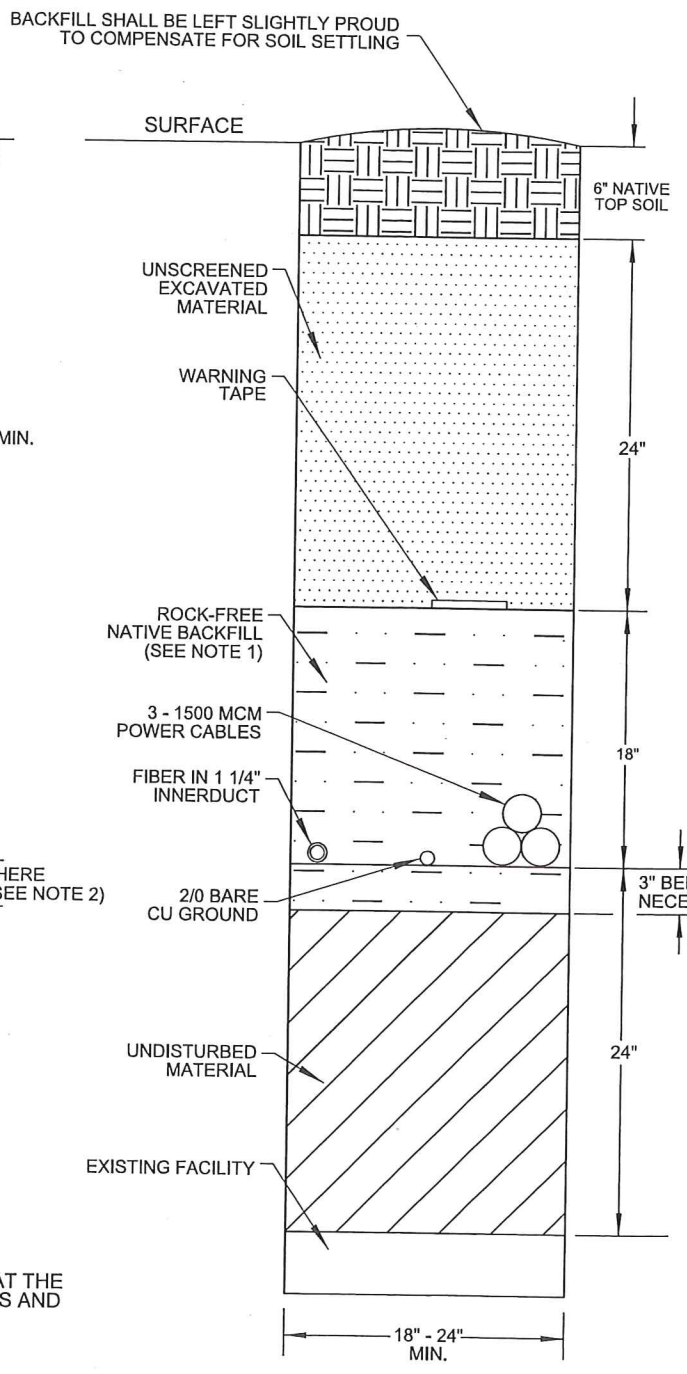 BACKFILL SHALL BE LEFT SLIGHTLY PROUD
TO COMPENSATE FOR SOIL SETTLING
SURFACE
6" NATIVE
TOP SOIL
UNSCREENED
EXCAVATED
MATERIAL
WARNING
TAPE
MIN.
24"
ROCK-FREE
NATIVE BACKFILL
(SEE NOTE 1)
3 - 1500 MCM
POWER CABLES
18"
FIBER IN 1 1/4"
INNERDUCT
HERE
SEE NOTE 2)
2/0 BARE
CU GROUND
3" BE
NECE
UNDISTURBED
MATERIAL
24"
EXISTING FACILITY
AT THE
S AND
18" - 24"
MIN.